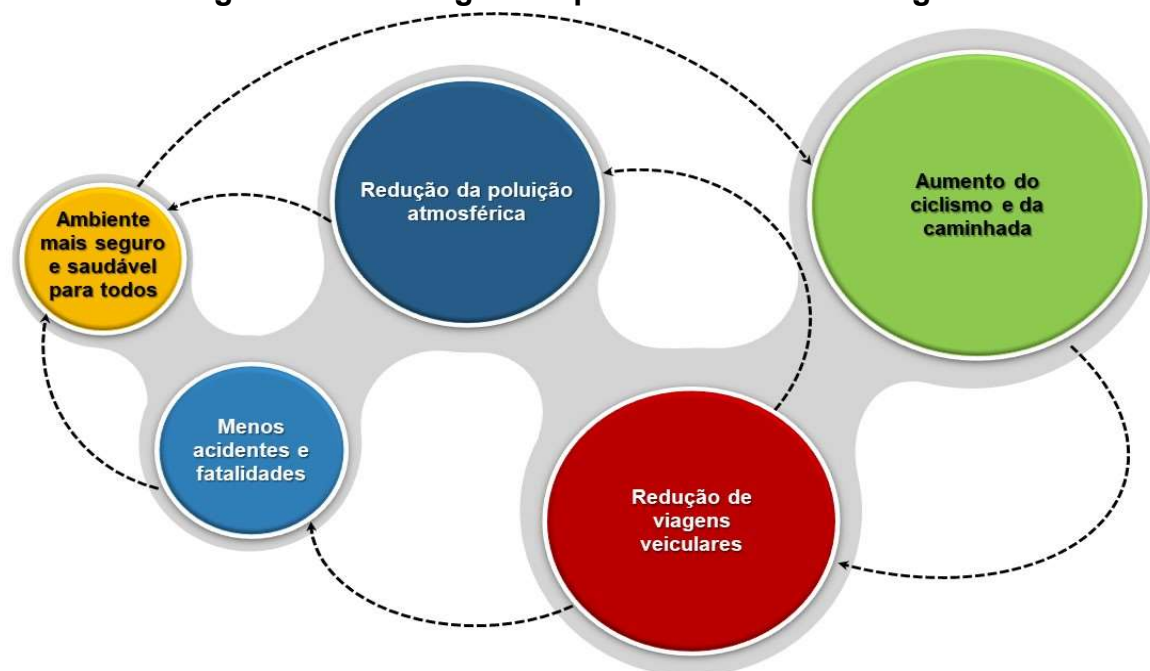 Redução da poluição
atmosférica
Aumento do
ciclismo e da
caminhada
Ambiente
mais seguro
e saudável
para todos
Menos
acidentes e
fatalidades
Redução de
viagens
veiculares